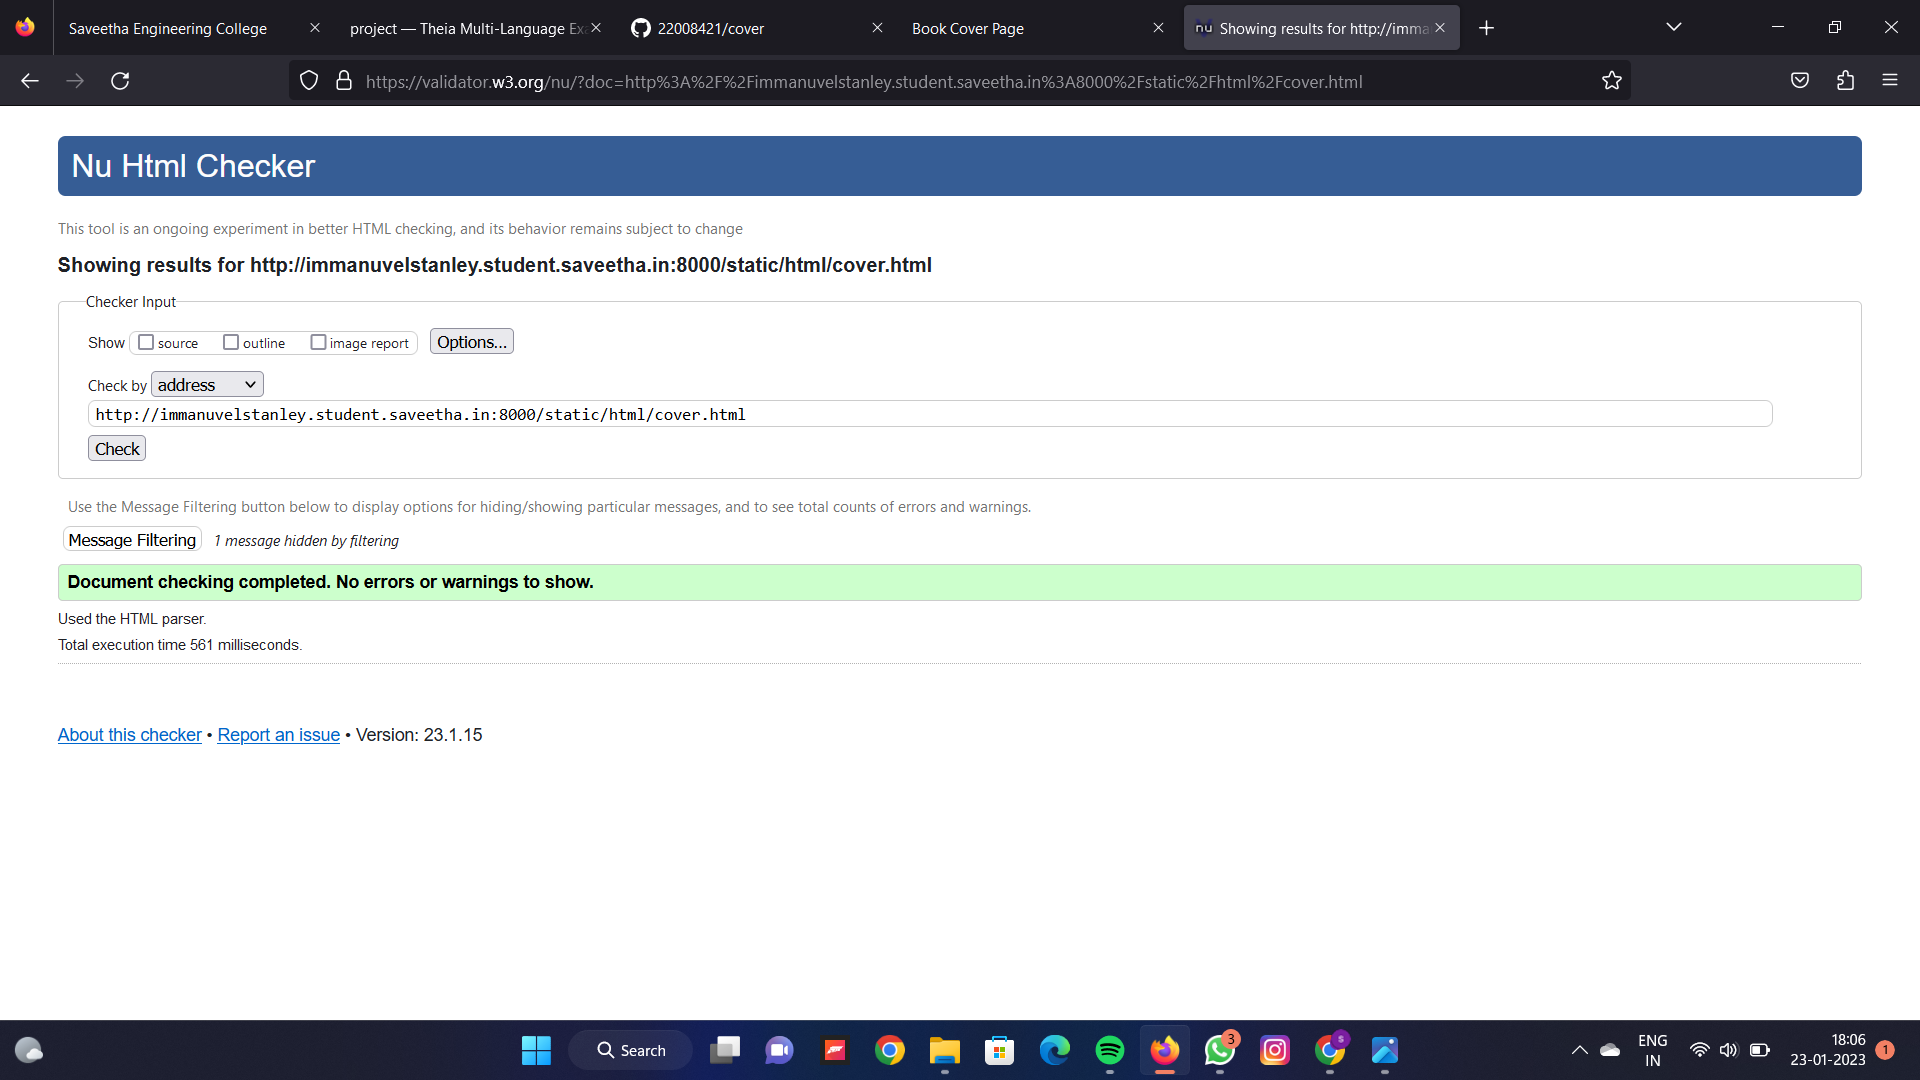 Saveetha Engineering College
project — Theia Multi-Language Exa
22008421/cover
Book Cover Page
nu Showing results for http://imma
https://validator.w3.org/nu/?doc=http%3A%2F%2Fimmanuvelstanley.student.saveetha.in%3A8000%2Fstatic%2Fhtml%2Fcover.html
Nu Html Checker
This tool is an ongoing experiment in better HTML checking, and its behavior remains subject to change
Showing results for http://immanuvelstanley.student.saveetha.in:8000/static/html/cover.html
Checker Input
Show source outline image report Options...
Check by address
http://immanuvelstanley.student.saveetha.in:8000/static/html/cover.html
Check
Use the Message Filtering button below to display options for hiding/showing particular messages, and to see total counts of errors and warnings.
Message Filtering 1 message hidden by filtering
Document checking completed. No errors or warnings to show.
Used the HTML parser.
Total execution time 561 milliseconds.
About this checker • Report an issue • Version: 23.1.15
Search
3
S
ENG
IN
18:06
23-01-2023
1